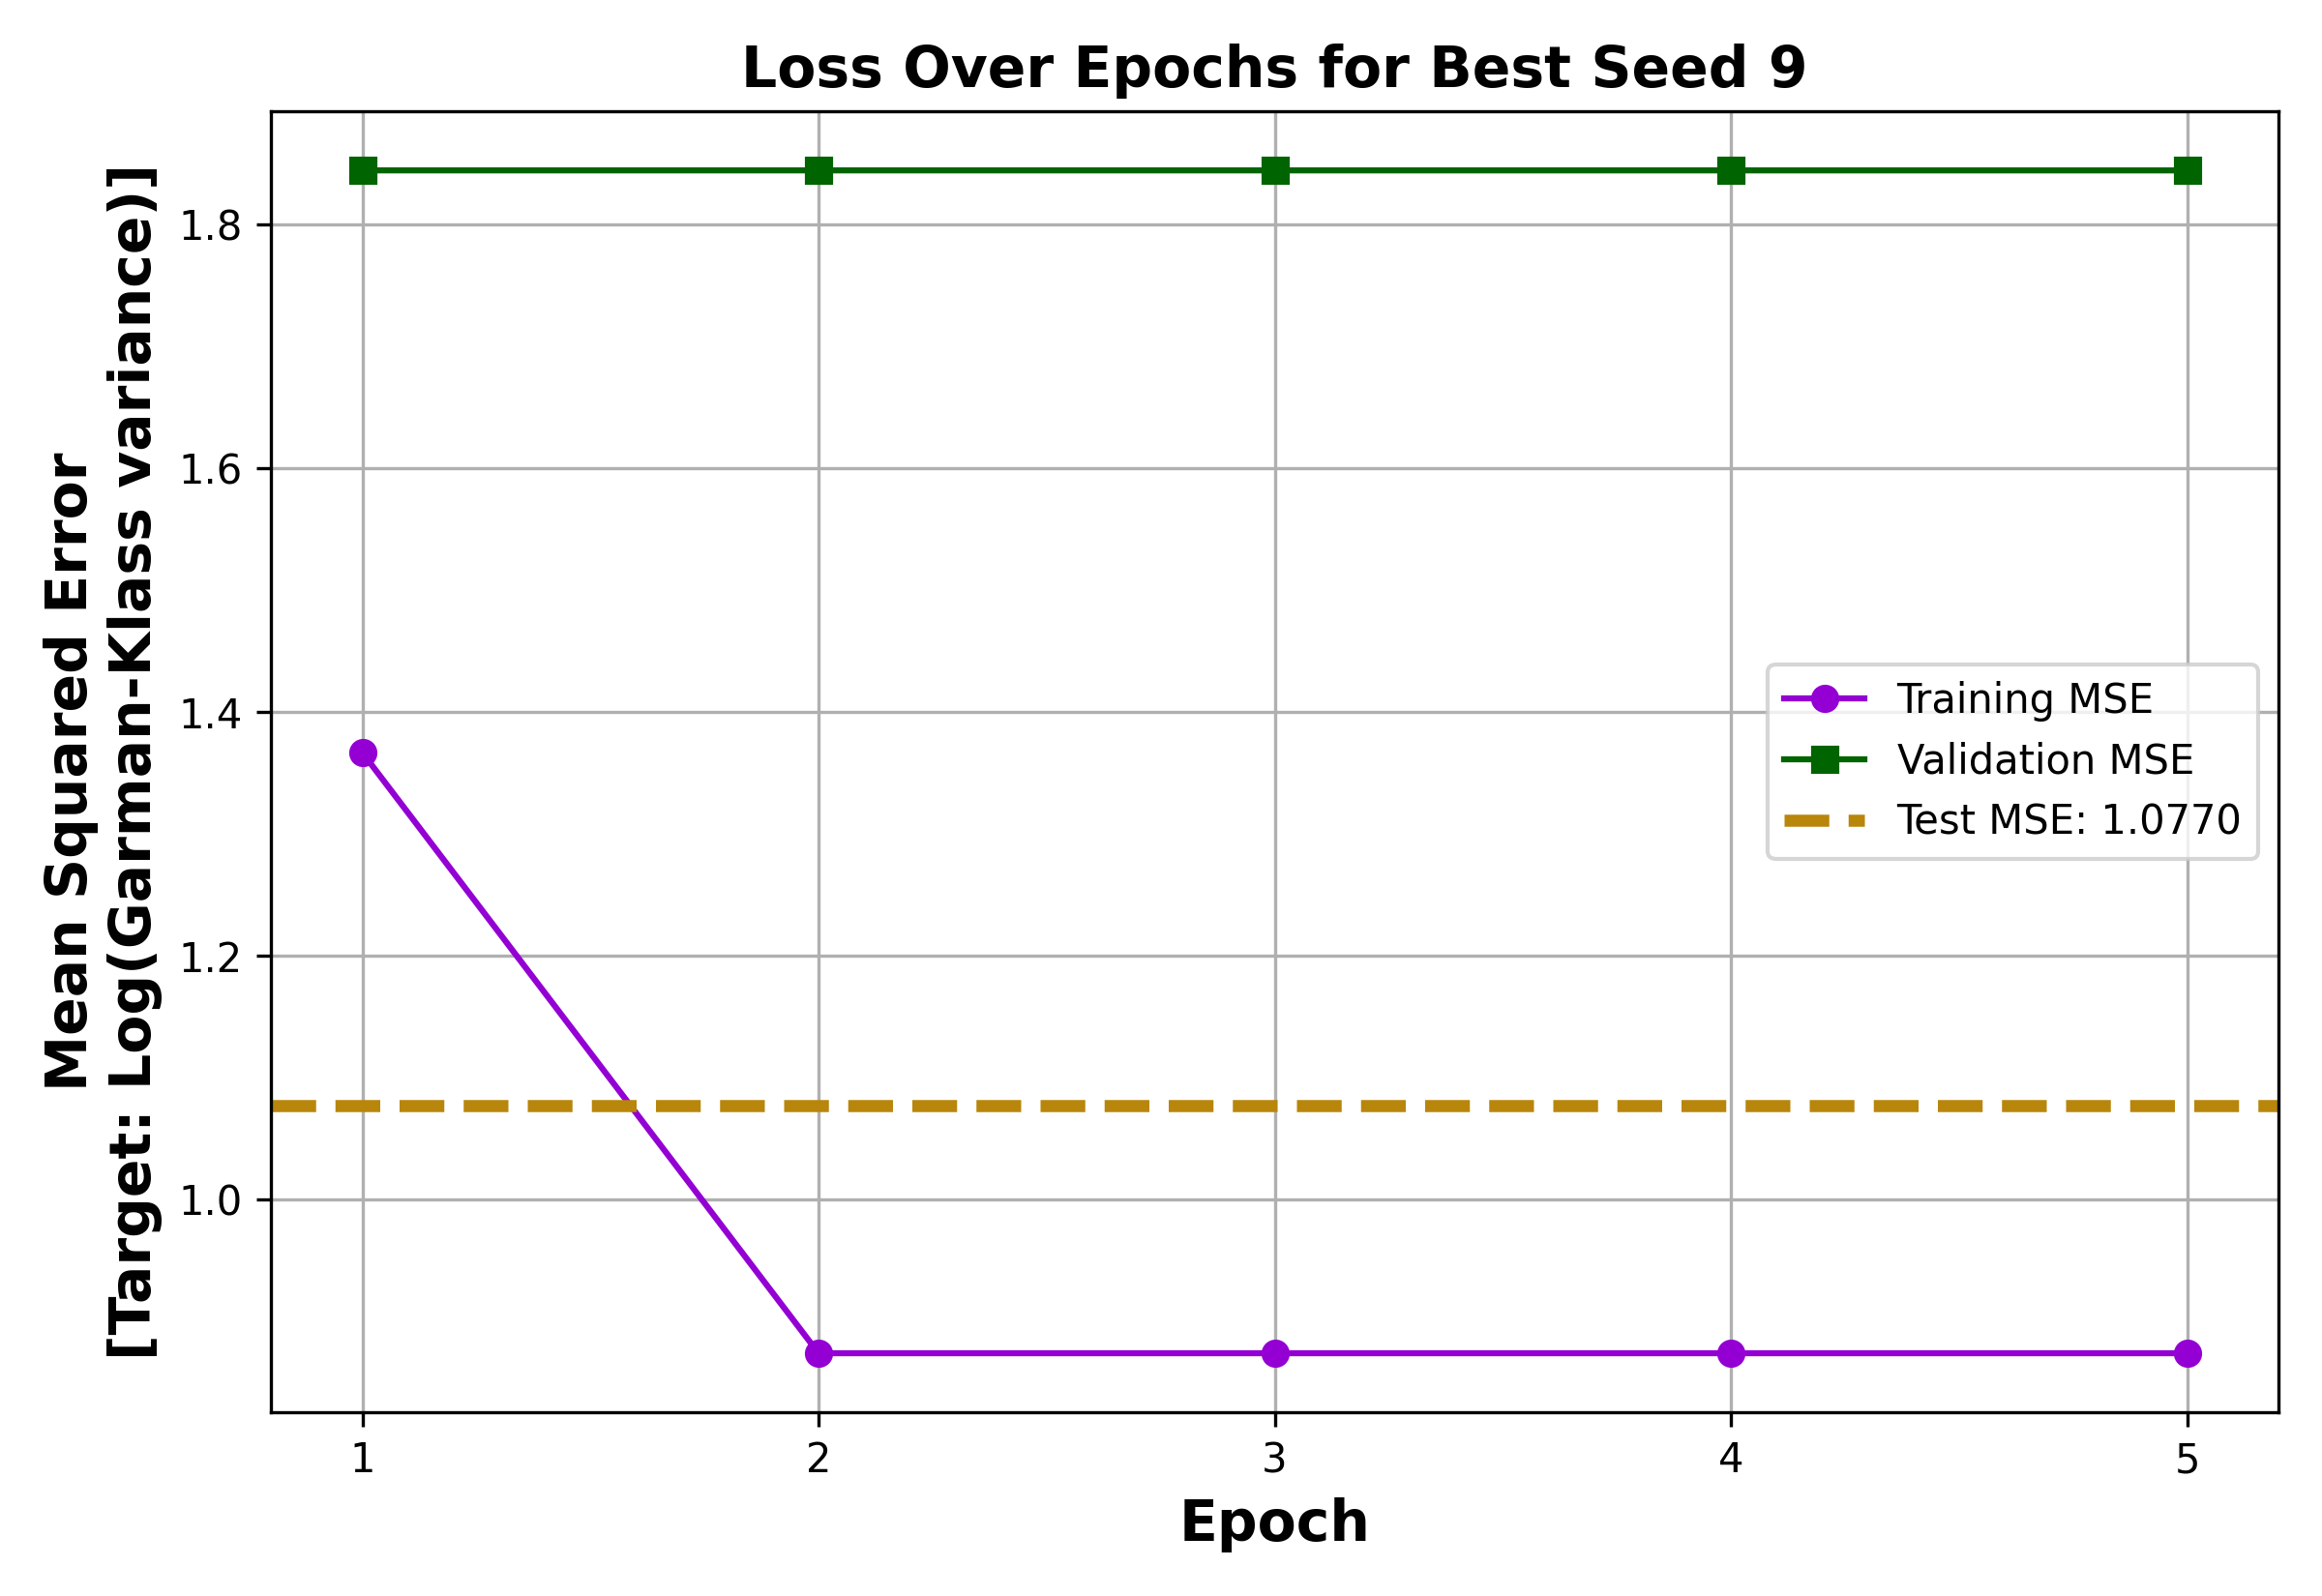 Loss Over Epochs for Best Seed 9
Mean Squared Error
[Target: Log(Garman-Klass variance)]
1.8
1.6
1.4
1.2
1.0
Training MSE
Validation MSE
Test MSE: 1.0770
1 2 3 4 5
Epoch